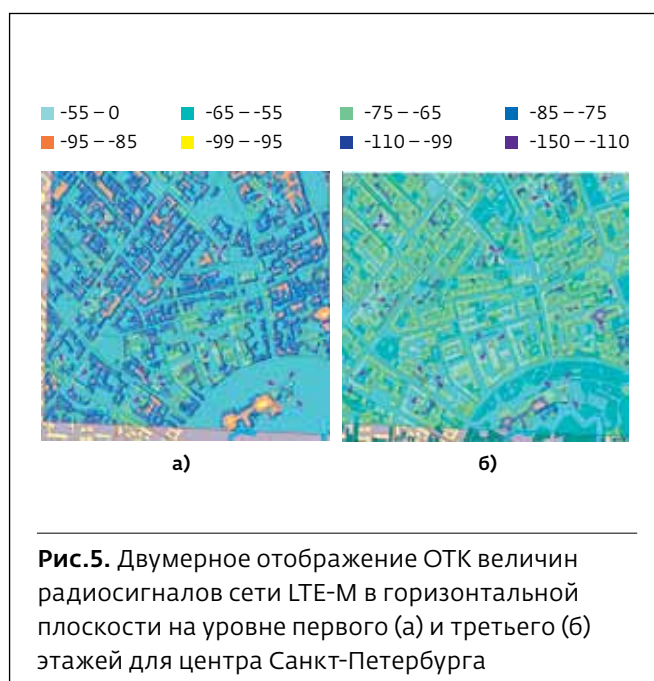 -55 – 0 -65 – -55 -75 – -65 -85 – -75
-95 – -85 -99 – -95 -110 – -99 -150 – -110
а) б)
Рис.5. Двумерное отображение ОТК величин
радиосигналов сети LTE-M в горизонтальной
плоскости на уровне первого (а) и третьего (б)
этажей для центра Санкт-Петербурга